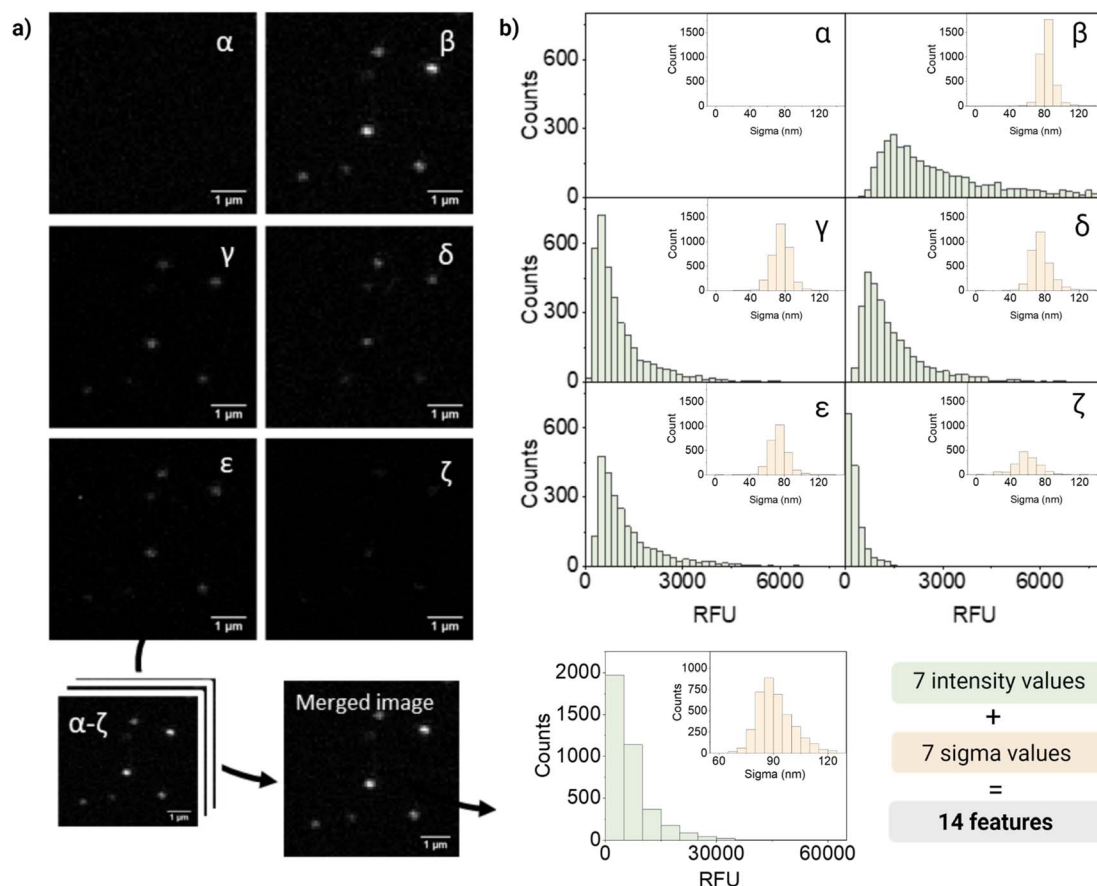 a)
α
1 µm
β
1 µm
γ
1 µm
δ
1 µm
ε
1 µm
ζ
1 µm
α-ζ
1 µm
Merged image
1 µm
b)
Counts
600
300
0
α
Count
1500
1000
500
0
0 40 80 120
Sigma (nm)
β
Count
1500
1000
500
0
0 40 80 120
Sigma (nm)
Counts
600
300
0
γ
Count
1500
1000
500
0
0 40 80 120
Sigma (nm)
δ
Count
1500
1000
500
0
0 40 80 120
Sigma (nm)
Counts
600
300
0
ε
Count
1500
1000
500
0
0 40 80 120
Sigma (nm)
ζ
Count
1500
1000
500
0
0 40 80 120
Sigma (nm)
0 3000 6000
RFU
0 3000 6000
RFU
Counts
2000
1500
1000
500
0
Counts
1000
750
500
250
0
60 90 120
Sigma (nm)
0 30000 60000
RFU
7 intensity values
+
7 sigma values
=
14 features